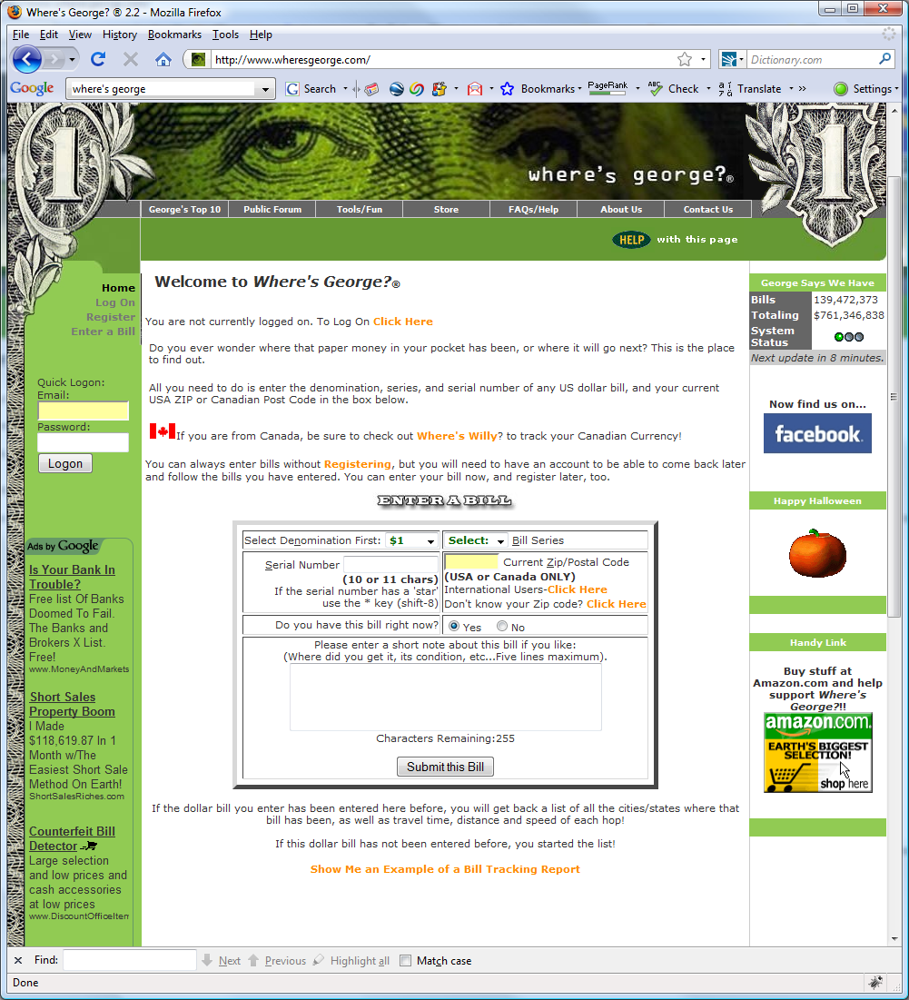 Where's George? ® 2.2 - Mozilla Firefox
File Edit View History Bookmarks Tools Help
http://www.wheresgeorge.com/
Dictionary.com
Google
where's george
Search
Bookmarks
PageRank
ABC
Check
Translate
»
Settings
1
where's george?®
1
George's Top 10
Public Forum
Tools/Fun
Store
FAQs/Help
About Us
Contact Us
HELP with this page
Home
Log On
Register
Enter a Bill
Quick Logon:
Email:
Password:
Logon
Ads by Google
Is Your Bank In
Trouble?
Free list Of Banks
Doomed To Fail.
The Banks and
Brokers X List.
Free!
www.MoneyAndMarkets
Short Sales
Property Boom
I Made
$118,619.87 In 1
Month w/The
Easiest Short Sale
Method On Earth!
ShortSalesRiches.com
Counterfeit Bill
Detector
Large selection
and low prices and
cash accessories
at low prices
www.DiscountOfficeItem
Welcome to Where's George?®
You are not currently logged on. To Log On Click Here
Do you ever wonder where that paper money in your pocket has been, or where it will go next? This is the place
to find out.
All you need to do is enter the denomination, series, and serial number of any US dollar bill, and your current
USA ZIP or Canadian Post Code in the box below.
If you are from Canada, be sure to check out Where's Willy? to track your Canadian Currency!
You can always enter bills without Registering, but you will need to have an account to be able to come back later
and follow the bills you have entered. You can enter your bill now, and register later, too.
ENTER A BILL
Select Denomination First: $1
Select: Bill Series
Serial Number
(10 or 11 chars)
If the serial number has a 'star'
use the * key (shift-8)
Current Zip/Postal Code
(USA or Canada ONLY)
International Users-Click Here
Don't know your Zip code? Click Here
Do you have this bill right now?
Yes No
Please enter a short note about this bill if you like:
(Where did you get it, its condition, etc...Five lines maximum).
Characters Remaining:255
Submit this Bill
If the dollar bill you enter has been entered here before, you will get back a list of all the cities/states where that
bill has been, as well as travel time, distance and speed of each hop!
If this dollar bill has not been entered before, you started the list!
Show Me an Example of a Bill Tracking Report
George Says We Have
Bills 139,472,373
Totaling $761,346,838
System
Status
Next update in 8 minutes.
Now find us on...
facebook.
Happy Halloween
Handy Link
Buy stuff at
Amazon.com and help
support Where's
George?!!
amazon.com.
EARTH'S BIGGEST
SELECTION!
shop here
Find:
Next
Previous
Highlight all
Match case
Done